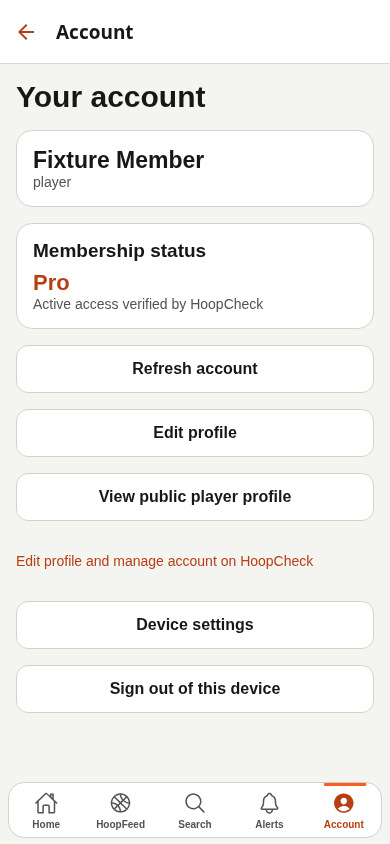 Account
Your account
Fixture Member
player
Membership status
Pro
Active access verified by HoopCheck
Refresh account
Edit profile
View public player profile
Edit profile and manage account on HoopCheck
Device settings
Sign out of this device
Home HoopFeed Search Alerts Account